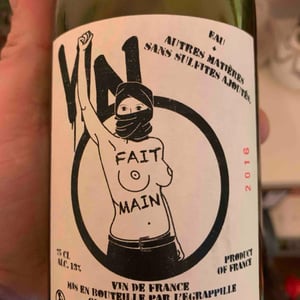 VIN
EAU
+
AUTRES MATIÈRES
SANS SULFITES AJOUTÉS.
FAIT
MAIN
2016
75 CL
ALC. 12%
PRODUCT
OF FRANCE
VIN DE FRANCE
MIS EN BOUTEILLE PAR L'EGRAPPILLE